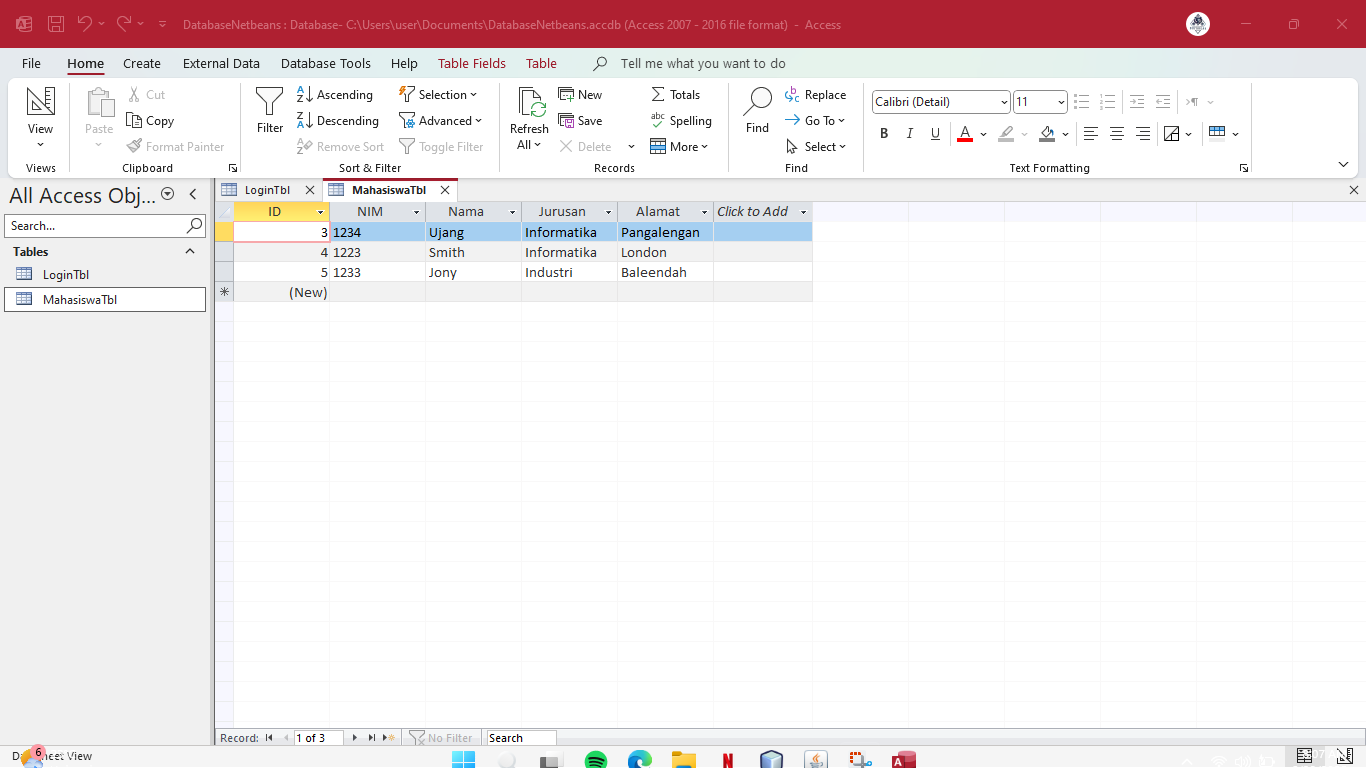 DatabaseNetbeans : Database- C:\Users\user\Documents\DatabaseNetbeans.accdb (Access 2007 - 2016 file format) - Access
File Home Create External Data Database Tools Help Table Fields Table Tell me what you want to do
View
Views
Paste
Cut
Copy
Format Painter
Clipboard
Filter
Ascending
Descending
Remove Sort
Selection
Advanced
Toggle Filter
Sort & Filter
Refresh
All
New
Save
Delete
Totals
Spelling
More
Records
Find
Replace
Go To
Select
Find
Calibri (Detail) 11
B I U
Text Formatting
All Access Obj...
Search...
Tables
LoginTbl
MahasiswaTbl
LoginTbl MahasiswaTbl
ID NIM Nama Jurusan Alamat Click to Add
3 1234 Ujang Informatika Pangalengan
4 1223 Smith Informatika London
5 1233 Jony Industri Baleendah
(New)
Record: 1 of 3 No Filter Search
6
View